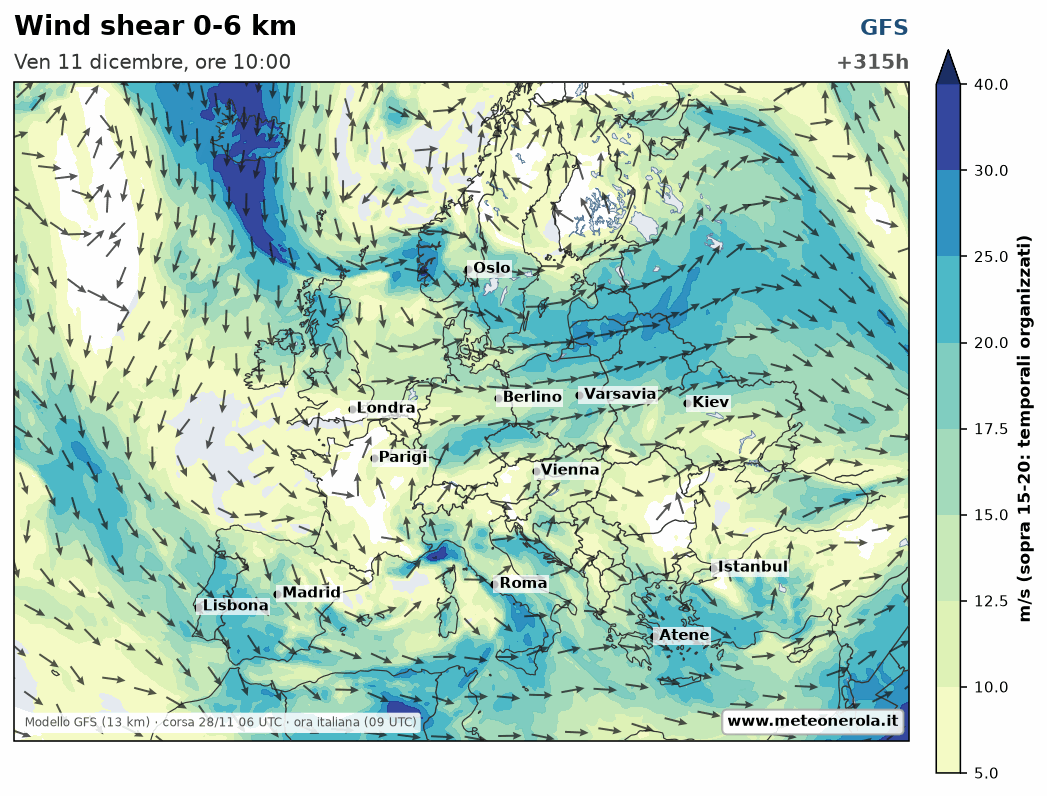 Wind shear 0-6 km
GFS
Ven 11 dicembre, ore 10:00
+315h
40.0
30.0
25.0
20.0
17.5
15.0
12.5
10.0
5.0
m/s (sopra 15-20: temporali organizzati)
Oslo
Berlino
Varsavia
Kiev
Londra
Parigi
Vienna
Istanbul
Roma
Madrid
Lisbona
Atene
Modello GFS (13 km) · corsa 28/11 06 UTC · ora italiana (09 UTC)
www.meteonerola.it